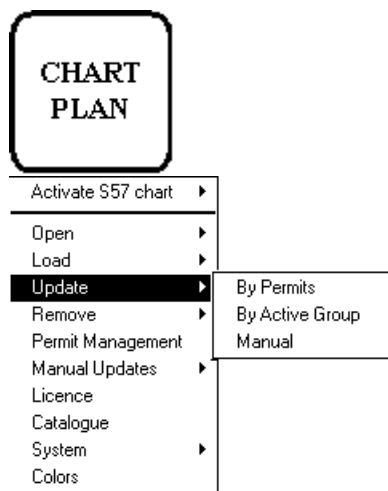 CHART
PLAN
Activate S57 chart
Open
Load
Update
Remove
Permit Management
Manual Updates
Licence
Catalogue
System
Colors
By Permits
By Active Group
Manual